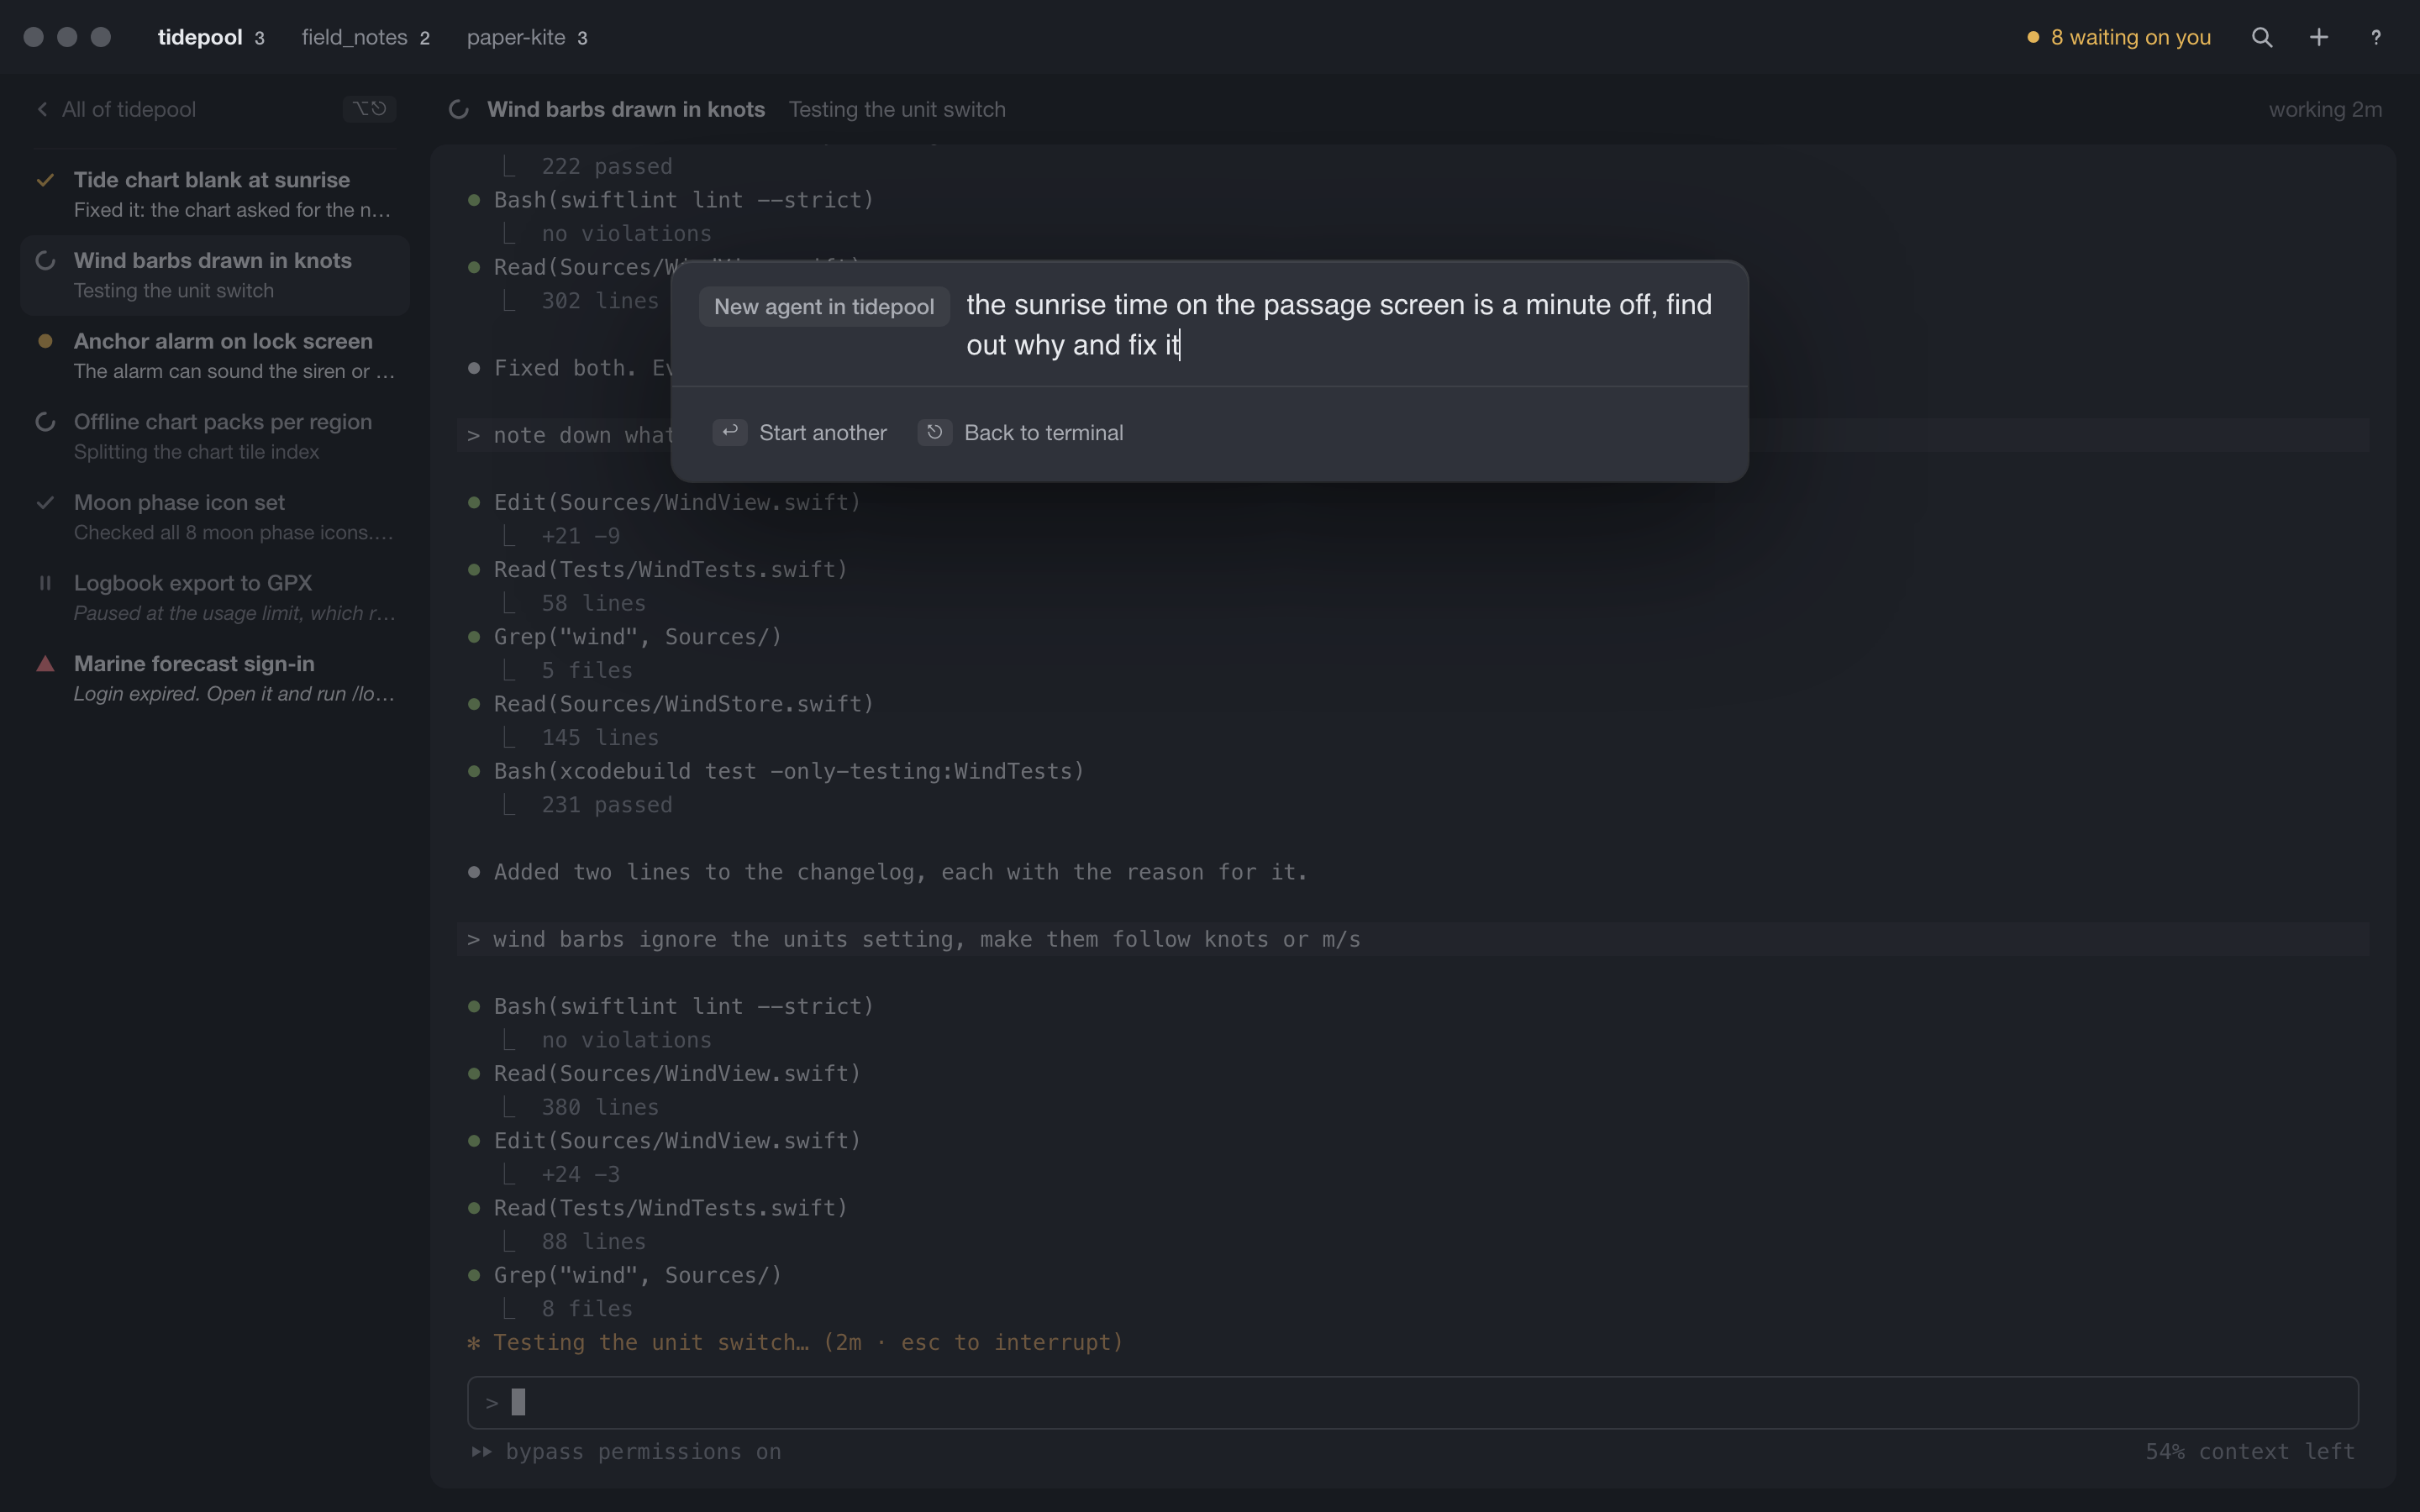 tidepool 3 field_notes 2 paper-kite 3 8 waiting on you ?
All of tidepool
Tide chart blank at sunrise
Fixed it: the chart asked for the n…
Wind barbs drawn in knots
Testing the unit switch
Anchor alarm on lock screen
The alarm can sound the siren or …
Offline chart packs per region
Splitting the chart tile index
Moon phase icon set
Checked all 8 moon phase icons.…
Logbook export to GPX
Paused at the usage limit, which r…
Marine forecast sign-in
Login expired. Open it and run /lo…
Wind barbs drawn in knots Testing the unit switch working 2m
222 passed
Bash(swiftlint lint --strict)
no violations
Read(Sources/
302 lines
Fixed both.
> note down what
New agent in tidepool the sunrise time on the passage screen is a minute off, find
out why and fix it
Start another Back to terminal
Edit(Sources/WindView.swift)
+21 −9
Read(Tests/WindTests.swift)
58 lines
Grep("wind", Sources/)
5 files
Read(Sources/WindStore.swift)
145 lines
Bash(xcodebuild test -only-testing:WindTests)
231 passed
Added two lines to the changelog, each with the reason for it.
> wind barbs ignore the units setting, make them follow knots or m/s
Bash(swiftlint lint --strict)
no violations
Read(Sources/WindView.swift)
380 lines
Edit(Sources/WindView.swift)
+24 −3
Read(Tests/WindTests.swift)
88 lines
Grep("wind", Sources/)
8 files
✻ Testing the unit switch… (2m · esc to interrupt)
>
bypass permissions on 54% context left